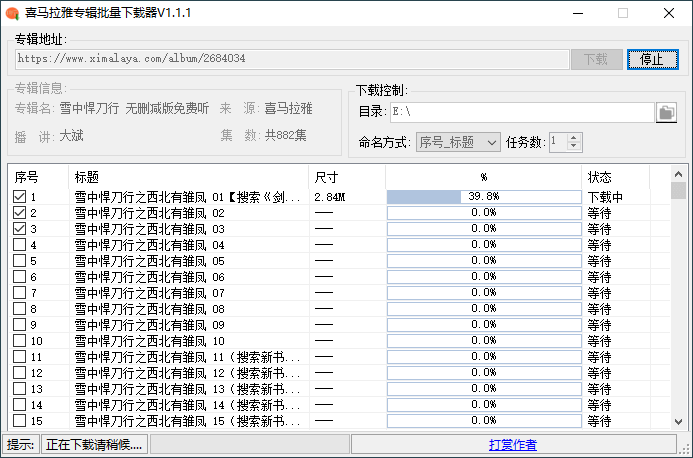 喜马拉雅专辑批量下载器V1.1.1
专辑地址:
https://www.ximalaya.com/album/2684034 下载 停止
专辑信息:
专辑名: 雪中悍刀行 无删减版免费听 来 源: 喜马拉雅
播 讲: 大斌 集 数: 共882集
下载控制:
目录: E:\
命名方式: 序号_标题 任务数: 1
序号 标题 尺寸 % 状态
1 雪中悍刀行之西北有雏凤 01【搜索《剑... 2.84M 39.8% 下载中
2 雪中悍刀行之西北有雏凤 02 —— 0.0% 等待
3 雪中悍刀行之西北有雏凤 03 —— 0.0% 等待
4 雪中悍刀行之西北有雏凤 04 —— 0.0% 等待
5 雪中悍刀行之西北有雏凤 05 —— 0.0% 等待
6 雪中悍刀行之西北有雏凤 06 —— 0.0% 等待
7 雪中悍刀行之西北有雏凤 07 —— 0.0% 等待
8 雪中悍刀行之西北有雏凤 08 —— 0.0% 等待
9 雪中悍刀行之西北有雏凤 09 —— 0.0% 等待
10 雪中悍刀行之西北有雏凤 10 —— 0.0% 等待
11 雪中悍刀行之西北有雏凤 11（搜索新书... —— 0.0% 等待
12 雪中悍刀行之西北有雏凤 12（搜索新书... —— 0.0% 等待
13 雪中悍刀行之西北有雏凤 13（搜索新书... —— 0.0% 等待
14 雪中悍刀行之西北有雏凤 14（搜索新书... —— 0.0% 等待
15 雪中悍刀行之西北有雏凤 15（搜索新书... —— 0.0% 等待
提示: 正在下载请稍候.... 打赏作者